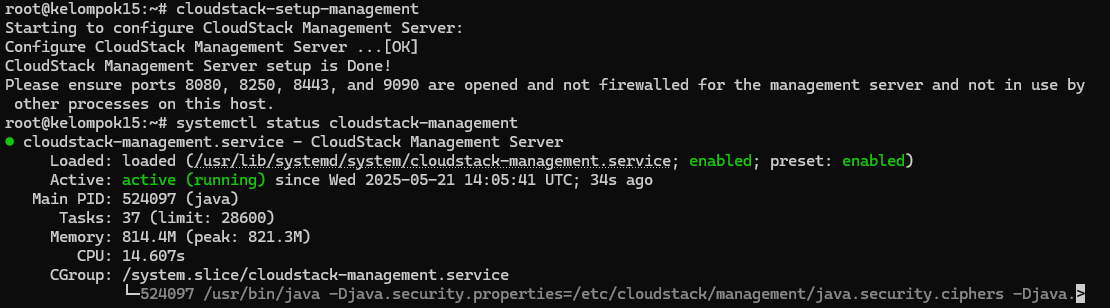 root@kelompok15:~# cloudstack-setup-management
Starting to configure CloudStack Management Server:
Configure CloudStack Management Server ...[OK]
CloudStack Management Server setup is Done!
Please ensure ports 8080, 8250, 8443, and 9090 are opened and not firewalled for the management server and not in use by
 other processes on this host.
root@kelompok15:~# systemctl status cloudstack-management
● cloudstack-management.service - CloudStack Management Server
     Loaded: loaded (/usr/lib/systemd/system/cloudstack-management.service; enabled; preset: enabled)
     Active: active (running) since Wed 2025-05-21 14:05:41 UTC; 34s ago
   Main PID: 524097 (java)
      Tasks: 37 (limit: 28600)
     Memory: 814.4M (peak: 821.3M)
        CPU: 14.607s
     CGroup: /system.slice/cloudstack-management.service
             └─524097 /usr/bin/java -Djava.security.properties=/etc/cloudstack/management/java.security.ciphers -Djava.>